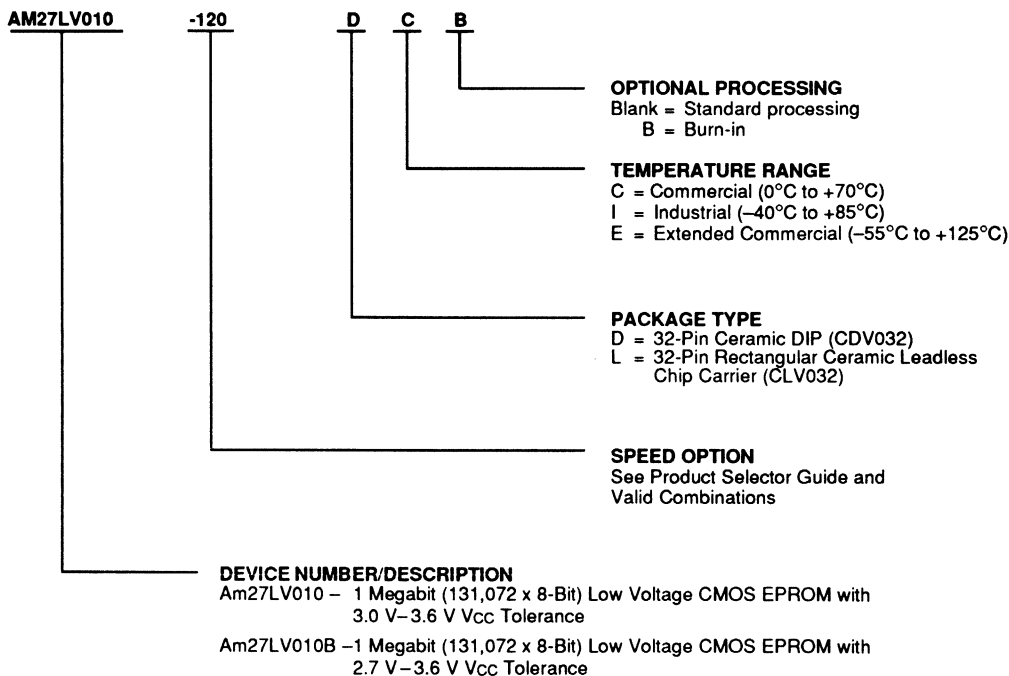 AM27LV010 -120 D C B
OPTIONAL PROCESSING
Blank = Standard processing
B = Burn-in
TEMPERATURE RANGE
C = Commercial (0°C to +70°C)
I = Industrial (–40°C to +85°C)
E = Extended Commercial (–55°C to +125°C)
PACKAGE TYPE
D = 32-Pin Ceramic DIP (CDV032)
L = 32-Pin Rectangular Ceramic Leadless
Chip Carrier (CLV032)
SPEED OPTION
See Product Selector Guide and
Valid Combinations
DEVICE NUMBER/DESCRIPTION
Am27LV010 – 1 Megabit (131,072 x 8-Bit) Low Voltage CMOS EPROM with
3.0 V–3.6 V VCC Tolerance
Am27LV010B –1 Megabit (131,072 x 8-Bit) Low Voltage CMOS EPROM with
2.7 V–3.6 V VCC Tolerance